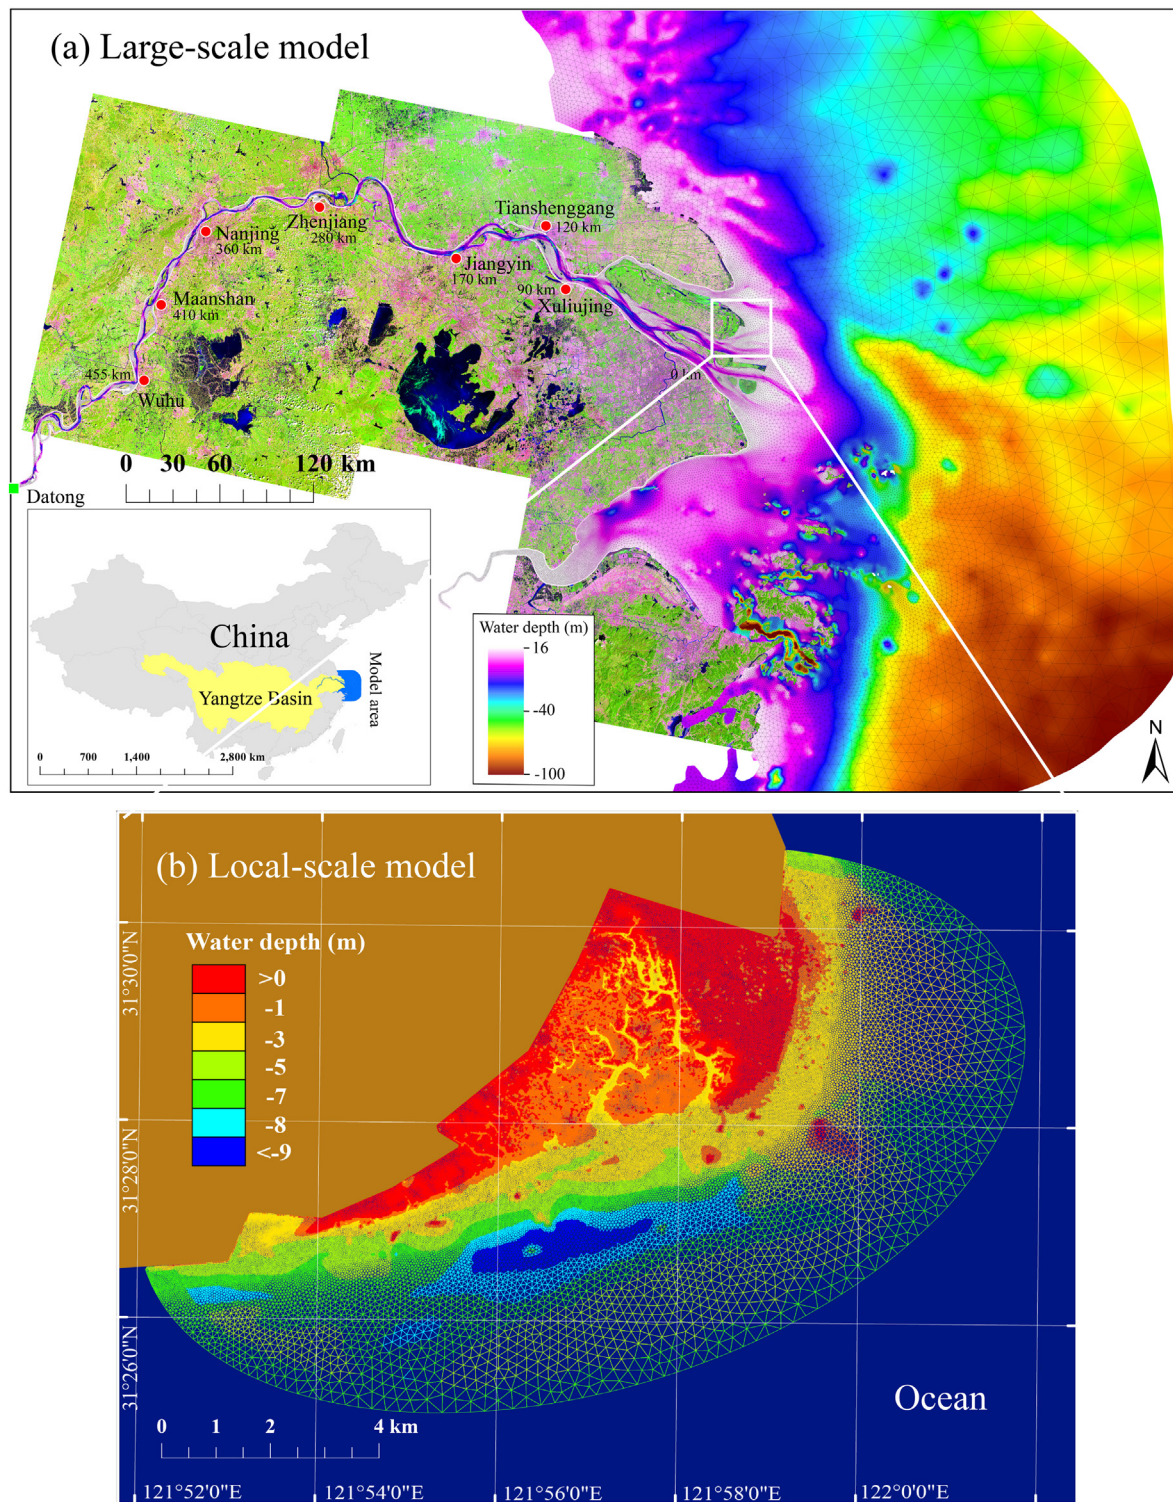 (a) Large-scale model
Tianshenggang
120 km
Zhenjiang
280 km
Nanjing
360 km
Jiangyin
170 km
90 km
Xuliujing
Maanshan
410 km
455 km
Wuhu
0 km
0 30 60 120 km
Datong
China
Yangtze Basin
Model area
0 700 1,400 2,800 km
Water depth (m)
16
-40
-100
N
(b) Local-scale model
Water depth (m)
>0
-1
-3
-5
-7
-8
<-9
31°30'0"N
31°28'0"N
31°26'0"N
Ocean
0 1 2 4 km
121°52'0"E 121°54'0"E 121°56'0"E 121°58'0"E 122°0'0"E